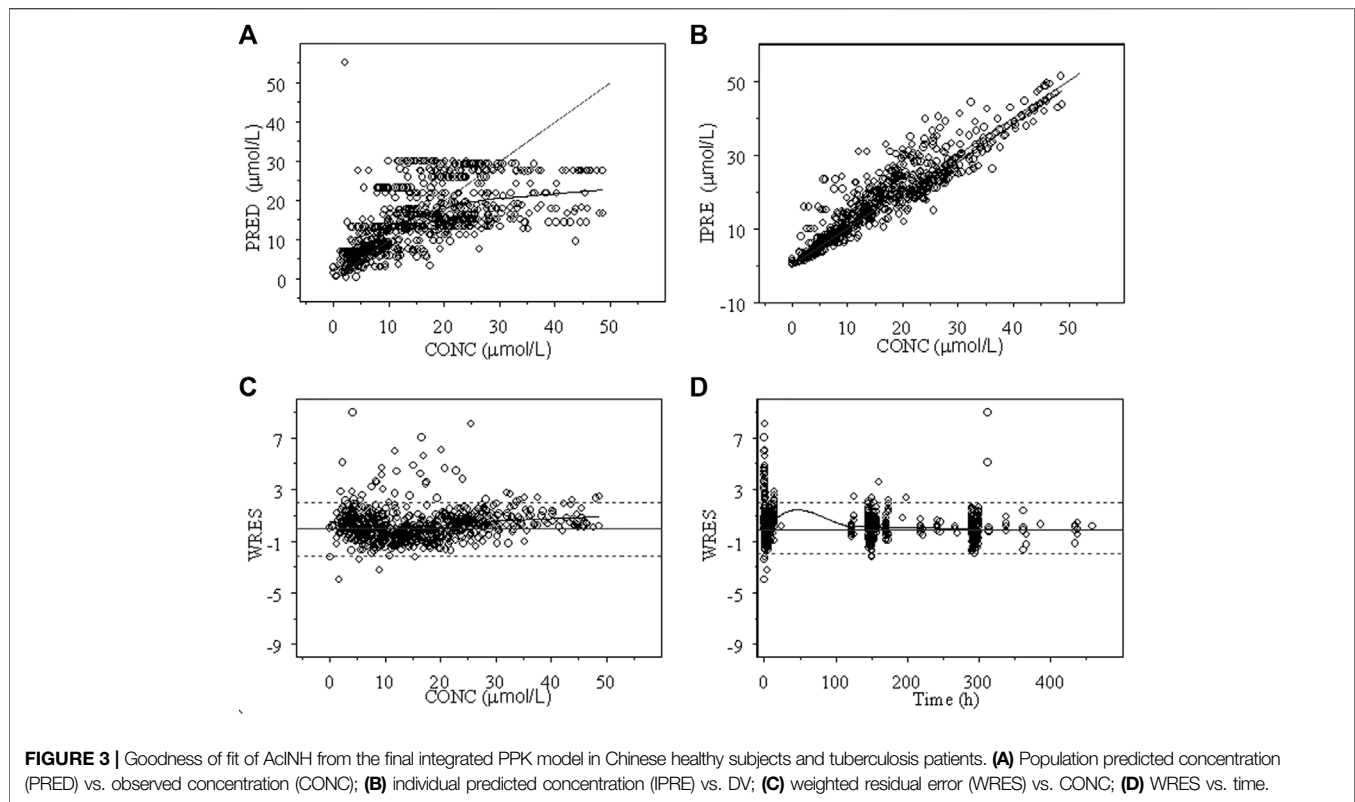 A
50
40
30
20
10
0
PRED (μmol/L)
0 10 20 30 40 50
CONC (μmol/L)
B
50
30
10
-10
IPRE (μmol/L)
0 10 20 30 40 50
CONC (μmol/L)
C
7
3
-1
-5
-9
WRES
0 10 20 30 40 50
CONC (μmol/L)
D
7
3
-1
-5
-9
WRES
0 100 200 300 400
Time (h)
FIGURE 3 | Goodness of fit of AcINH from the final integrated PPK model in Chinese healthy subjects and tuberculosis patients. (A) Population predicted concentration
(PRED) vs. observed concentration (CONC); (B) individual predicted concentration (IPRE) vs. DV; (C) weighted residual error (WRES) vs. CONC; (D) WRES vs. time.